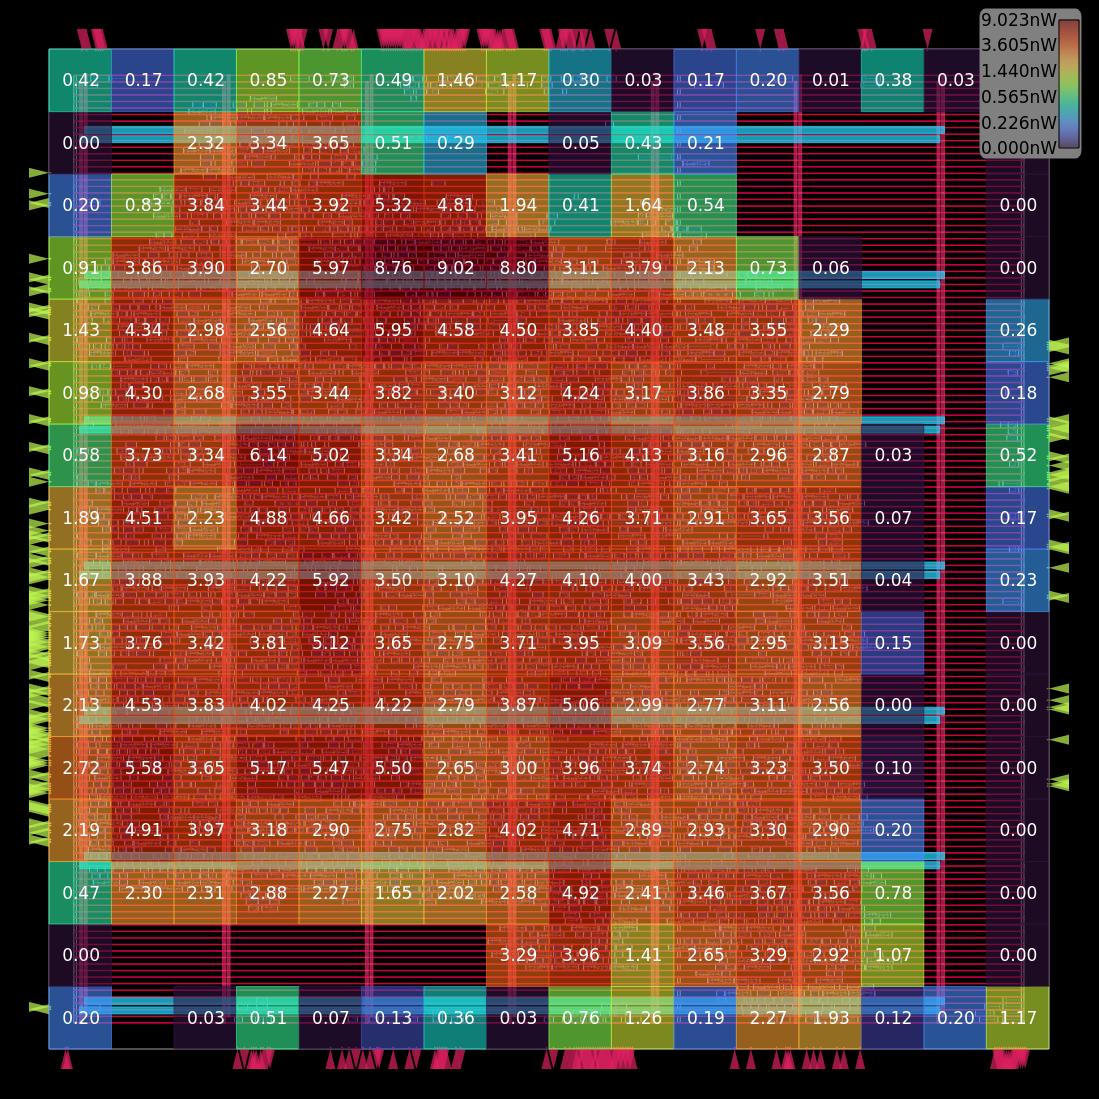 9.023nW
3.605nW
1.440nW
0.565nW
0.226nW
0.000nW
0.42 0.17 0.42 0.85 0.73 0.49 1.46 1.17 0.30 0.03 0.17 0.20 0.01 0.38 0.03
0.00 2.32 3.34 3.65 0.51 0.29 0.05 0.43 0.21
0.20 0.83 3.84 3.44 3.92 5.32 4.81 1.94 0.41 1.64 0.54 0.00
0.91 3.86 3.90 2.70 5.97 8.76 9.02 8.80 3.11 3.79 2.13 0.73 0.06 0.00
1.43 4.34 2.98 2.56 4.64 5.95 4.58 4.50 3.85 4.40 3.48 3.55 2.29 0.26
0.98 4.30 2.68 3.55 3.44 3.82 3.40 3.12 4.24 3.17 3.86 3.35 2.79 0.18
0.58 3.73 3.34 6.14 5.02 3.34 2.68 3.41 5.16 4.13 3.16 2.96 2.87 0.03 0.52
1.89 4.51 2.23 4.88 4.66 3.42 2.52 3.95 4.26 3.71 2.91 3.65 3.56 0.07 0.17
1.67 3.88 3.93 4.22 5.92 3.50 3.10 4.27 4.10 4.00 3.43 2.92 3.51 0.04 0.23
1.73 3.76 3.42 3.81 5.12 3.65 2.75 3.71 3.95 3.09 3.56 2.95 3.13 0.15 0.00
2.13 4.53 3.83 4.02 4.25 4.22 2.79 3.87 5.06 2.99 2.77 3.11 2.56 0.00 0.00
2.72 5.58 3.65 5.17 5.47 5.50 2.65 3.00 3.96 3.74 2.74 3.23 3.50 0.10 0.00
2.19 4.91 3.97 3.18 2.90 2.75 2.82 4.02 4.71 2.89 2.93 3.30 2.90 0.20 0.00
0.47 2.30 2.31 2.88 2.27 1.65 2.02 2.58 4.92 2.41 3.46 3.67 3.56 0.78 0.00
0.00 3.29 3.96 1.41 2.65 3.29 2.92 1.07 0.00
0.20 0.03 0.51 0.07 0.13 0.36 0.03 0.76 1.26 0.19 2.27 1.93 0.12 0.20 1.17